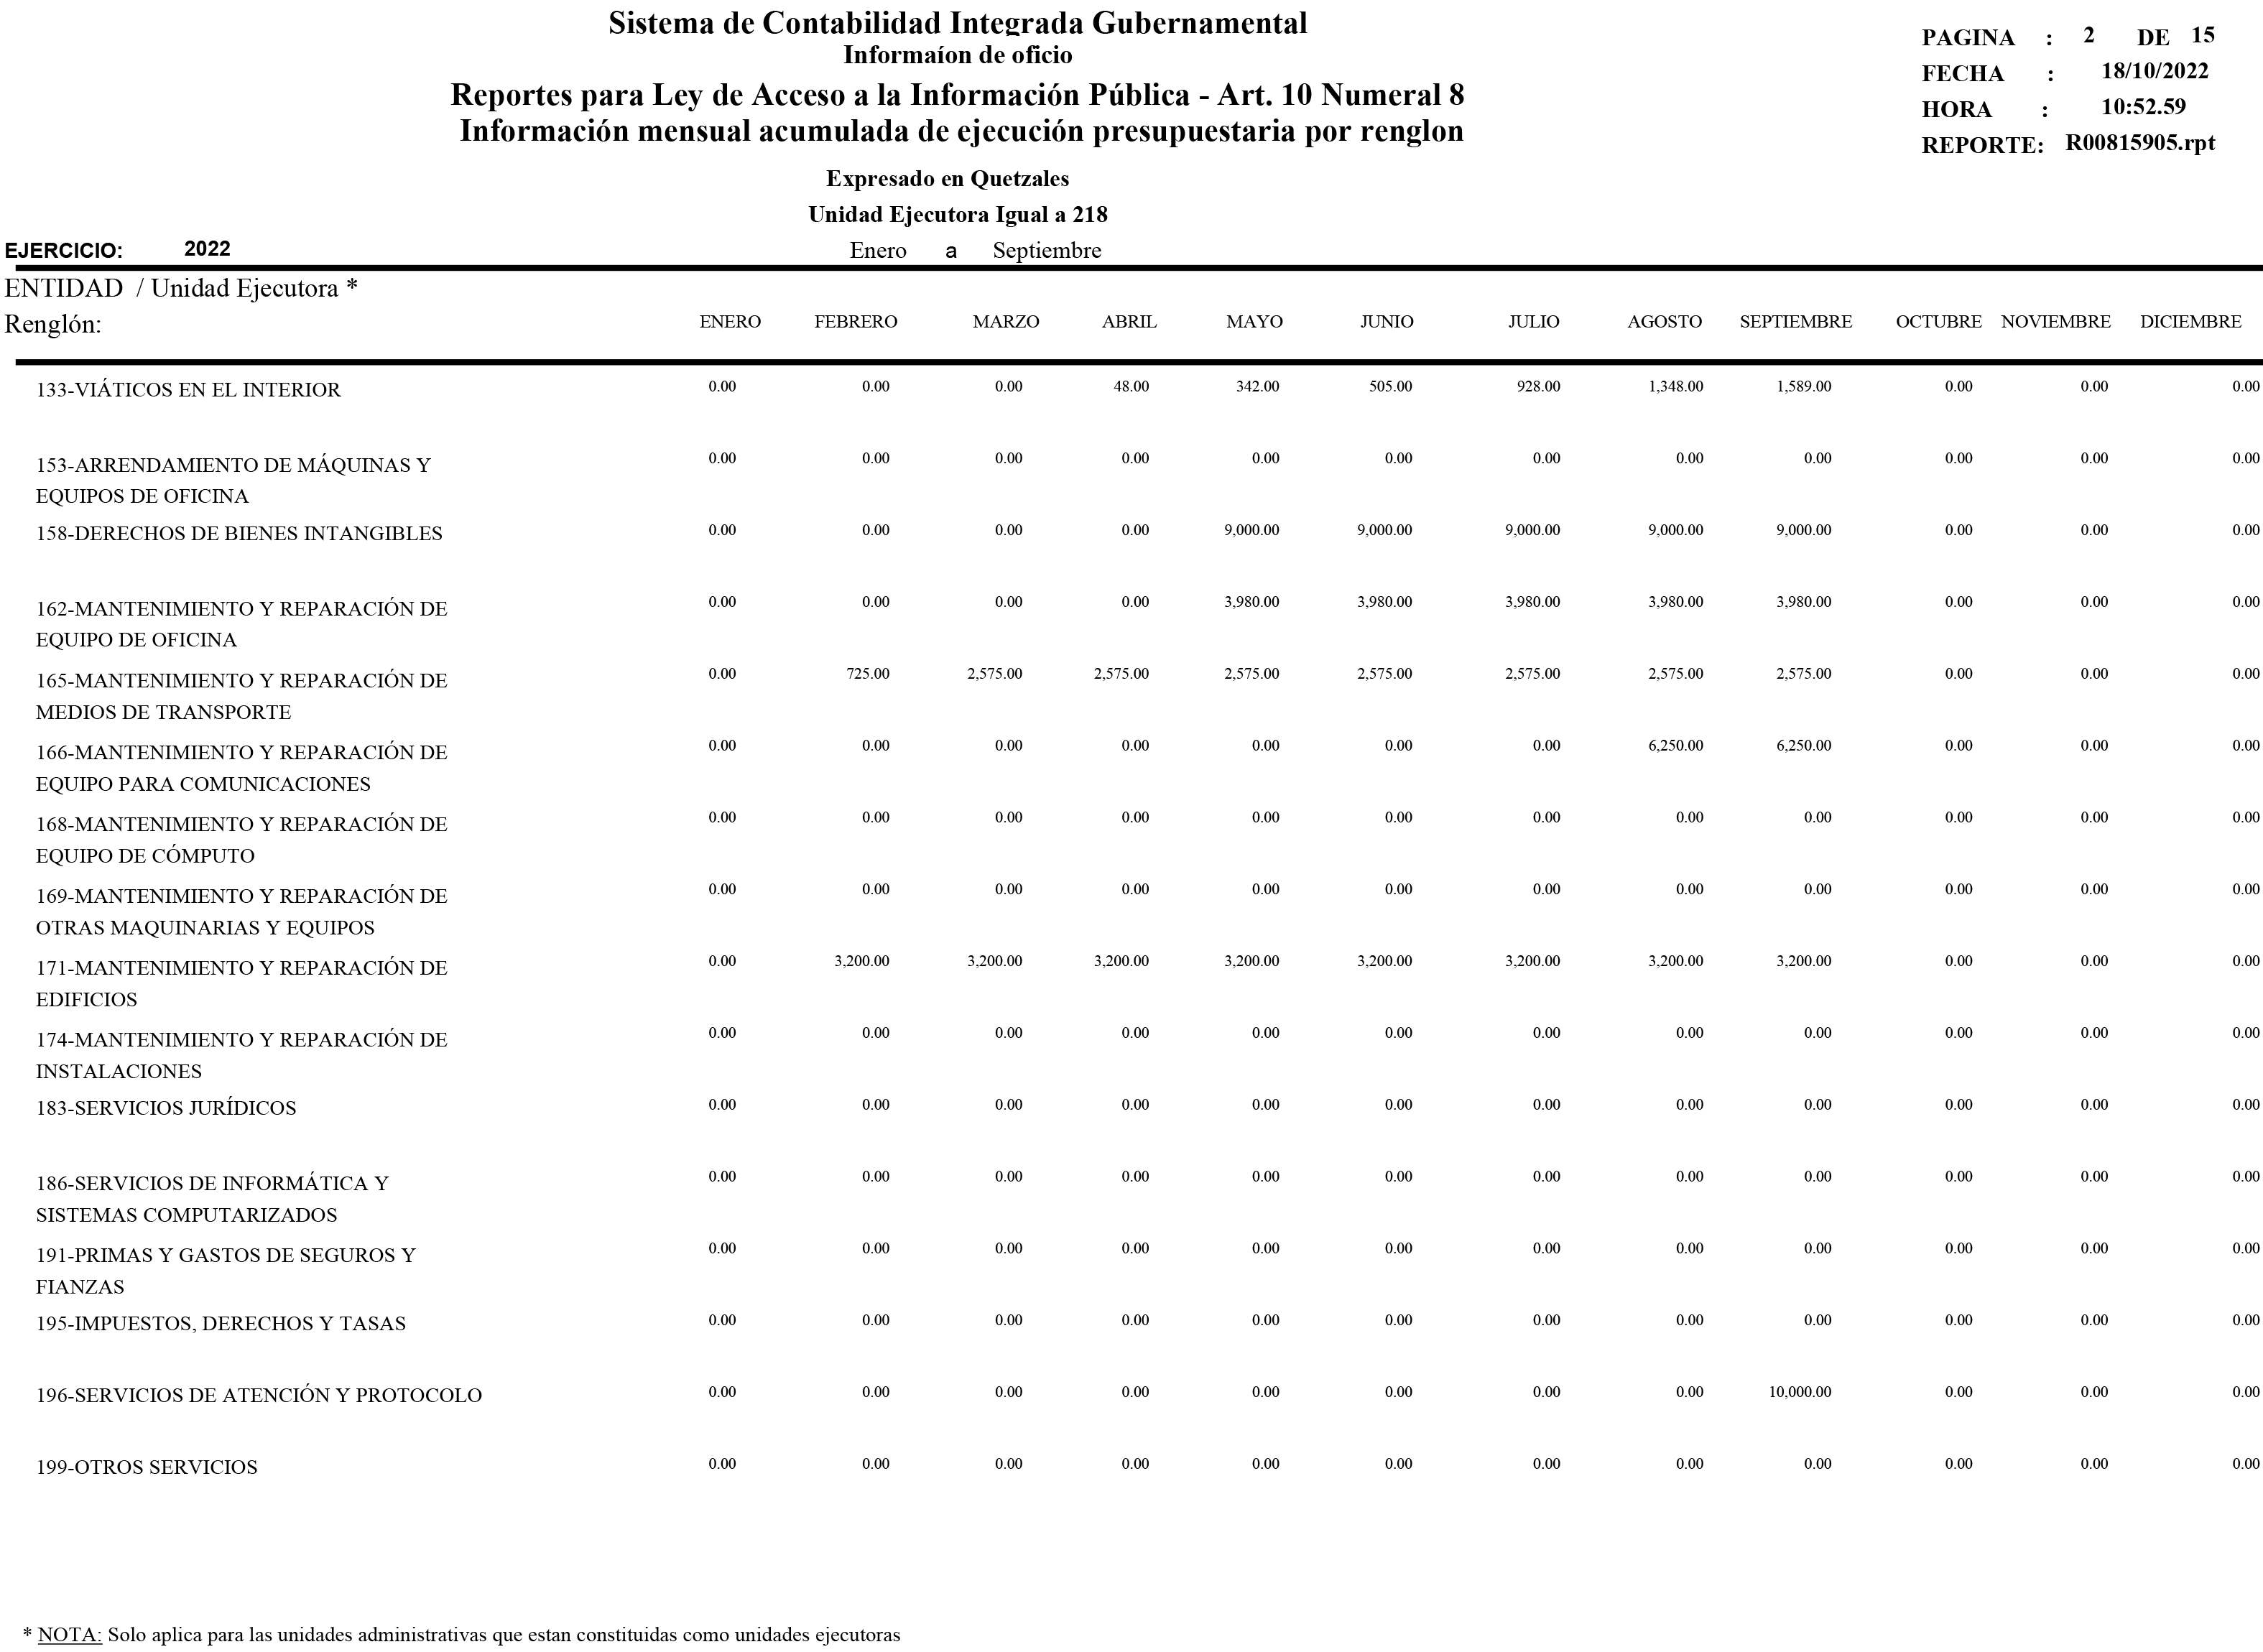 Sistema de Contabilidad Integrada Gubernamental
Informaíon de oficio
Reportes para Ley de Acceso a la Información Pública - Art. 10 Numeral 8
Información mensual acumulada de ejecución presupuestaria por renglon
PAGINA : 2 DE 15
FECHA : 18/10/2022
HORA : 10:52.59
REPORTE: R00815905.rpt
Expresado en Quetzales
Unidad Ejecutora Igual a 218
EJERCICIO: 2022 Enero a Septiembre
ENTIDAD / Unidad Ejecutora *
Renglón: ENERO FEBRERO MARZO ABRIL MAYO JUNIO JULIO AGOSTO SEPTIEMBRE OCTUBRE NOVIEMBRE DICIEMBRE
133-VIÁTICOS EN EL INTERIOR 0.00 0.00 0.00 48.00 342.00 505.00 928.00 1,348.00 1,589.00 0.00 0.00 0.00
153-ARRENDAMIENTO DE MÁQUINAS Y 0.00 0.00 0.00 0.00 0.00 0.00 0.00 0.00 0.00 0.00 0.00 0.00
EQUIPOS DE OFICINA
158-DERECHOS DE BIENES INTANGIBLES 0.00 0.00 0.00 0.00 9,000.00 9,000.00 9,000.00 9,000.00 9,000.00 0.00 0.00 0.00
162-MANTENIMIENTO Y REPARACIÓN DE 0.00 0.00 0.00 0.00 3,980.00 3,980.00 3,980.00 3,980.00 3,980.00 0.00 0.00 0.00
EQUIPO DE OFICINA
165-MANTENIMIENTO Y REPARACIÓN DE 0.00 725.00 2,575.00 2,575.00 2,575.00 2,575.00 2,575.00 2,575.00 2,575.00 0.00 0.00 0.00
MEDIOS DE TRANSPORTE
166-MANTENIMIENTO Y REPARACIÓN DE 0.00 0.00 0.00 0.00 0.00 0.00 0.00 6,250.00 6,250.00 0.00 0.00 0.00
EQUIPO PARA COMUNICACIONES
168-MANTENIMIENTO Y REPARACIÓN DE 0.00 0.00 0.00 0.00 0.00 0.00 0.00 0.00 0.00 0.00 0.00 0.00
EQUIPO DE CÓMPUTO
169-MANTENIMIENTO Y REPARACIÓN DE 0.00 0.00 0.00 0.00 0.00 0.00 0.00 0.00 0.00 0.00 0.00 0.00
OTRAS MAQUINARIAS Y EQUIPOS
171-MANTENIMIENTO Y REPARACIÓN DE 0.00 3,200.00 3,200.00 3,200.00 3,200.00 3,200.00 3,200.00 3,200.00 3,200.00 0.00 0.00 0.00
EDIFICIOS
174-MANTENIMIENTO Y REPARACIÓN DE 0.00 0.00 0.00 0.00 0.00 0.00 0.00 0.00 0.00 0.00 0.00 0.00
INSTALACIONES
183-SERVICIOS JURÍDICOS 0.00 0.00 0.00 0.00 0.00 0.00 0.00 0.00 0.00 0.00 0.00 0.00
186-SERVICIOS DE INFORMÁTICA Y 0.00 0.00 0.00 0.00 0.00 0.00 0.00 0.00 0.00 0.00 0.00 0.00
SISTEMAS COMPUTARIZADOS
191-PRIMAS Y GASTOS DE SEGUROS Y 0.00 0.00 0.00 0.00 0.00 0.00 0.00 0.00 0.00 0.00 0.00 0.00
FIANZAS
195-IMPUESTOS, DERECHOS Y TASAS 0.00 0.00 0.00 0.00 0.00 0.00 0.00 0.00 0.00 0.00 0.00 0.00
196-SERVICIOS DE ATENCIÓN Y PROTOCOLO 0.00 0.00 0.00 0.00 0.00 0.00 0.00 0.00 10,000.00 0.00 0.00 0.00
199-OTROS SERVICIOS 0.00 0.00 0.00 0.00 0.00 0.00 0.00 0.00 0.00 0.00 0.00 0.00
* NOTA: Solo aplica para las unidades administrativas que estan constituidas como unidades ejecutoras